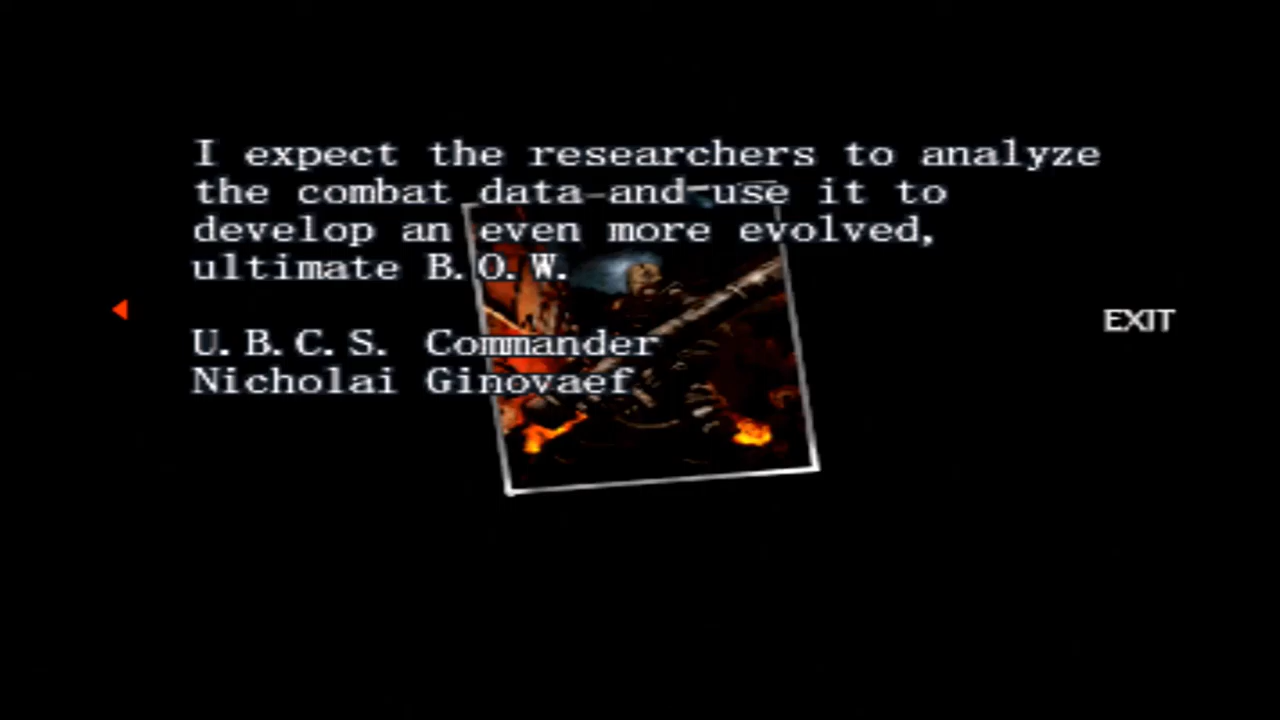 I expect the researchers to analyze
the combat data and use it to
develop an even more evolved,
ultimate B.O.W.
EXIT
U.B.C.S. Commander
Nicholai Ginovaef